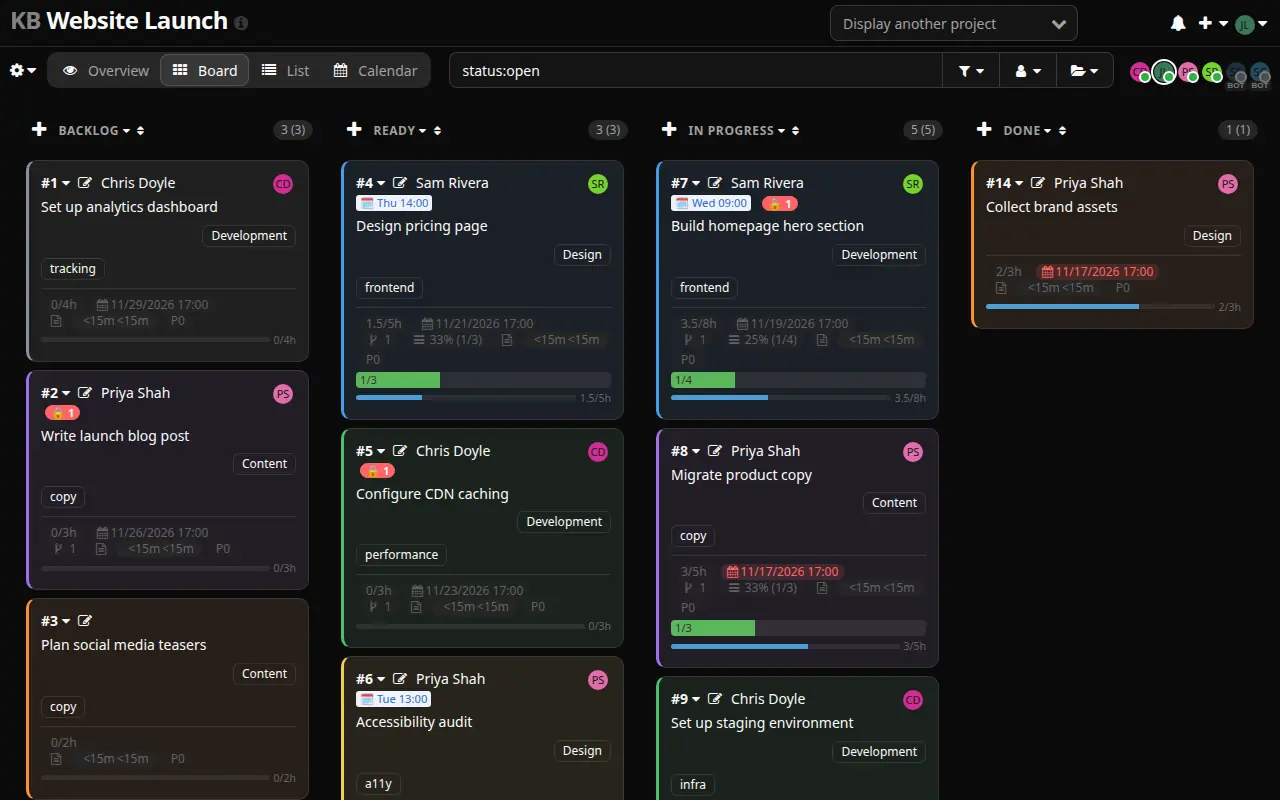 KB Website Launch
Display another project
JL
Overview
Board
List
Calendar
status:open
CD
PS
SR
BOT
BOT
BACKLOG
3 (3)
#1
Chris Doyle
CD
Set up analytics dashboard
Development
tracking
0/4h
11/29/2026 17:00
<15m <15m
P0
0/4h
#2
Priya Shah
PS
1
Write launch blog post
Content
copy
0/3h
11/26/2026 17:00
1
<15m <15m
P0
0/3h
#3
Plan social media teasers
Content
copy
0/2h
<15m <15m
P0
0/2h
READY
3 (3)
#4
Sam Rivera
SR
Thu 14:00
Design pricing page
Design
frontend
1.5/5h
11/21/2026 17:00
1
33% (1/3)
<15m <15m
P0
1/3
1.5/5h
#5
Chris Doyle
CD
1
Configure CDN caching
Development
performance
0/3h
11/23/2026 17:00
1
<15m <15m
P0
0/3h
#6
Priya Shah
PS
Tue 13:00
Accessibility audit
Design
a11y
IN PROGRESS
5 (5)
#7
Sam Rivera
SR
Wed 09:00
1
Build homepage hero section
Development
frontend
3.5/8h
11/19/2026 17:00
1
25% (1/4)
<15m <15m
P0
1/4
3.5/8h
#8
Priya Shah
PS
Migrate product copy
Content
copy
3/5h
11/17/2026 17:00
1
33% (1/3)
<15m <15m
P0
1/3
3/5h
#9
Chris Doyle
CD
Set up staging environment
Development
infra
DONE
1 (1)
#14
Priya Shah
PS
Collect brand assets
Design
2/3h
11/17/2026 17:00
<15m <15m
P0
2/3h